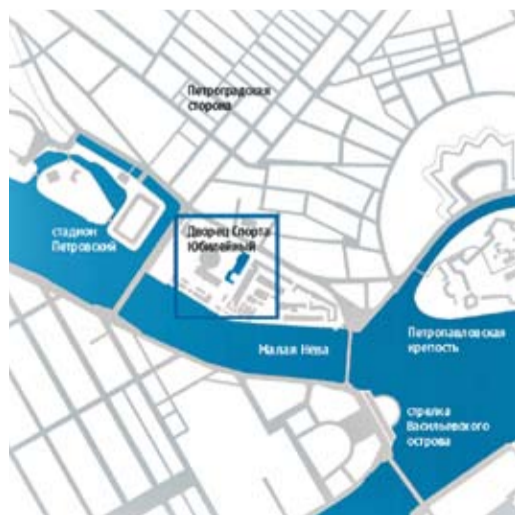 Петроградская
сторона
стадион
Петровский
Дворец Спорта
Юбилейный
Петропавловская
крепость
Малая Нева
стрелка
Васильевского
острова